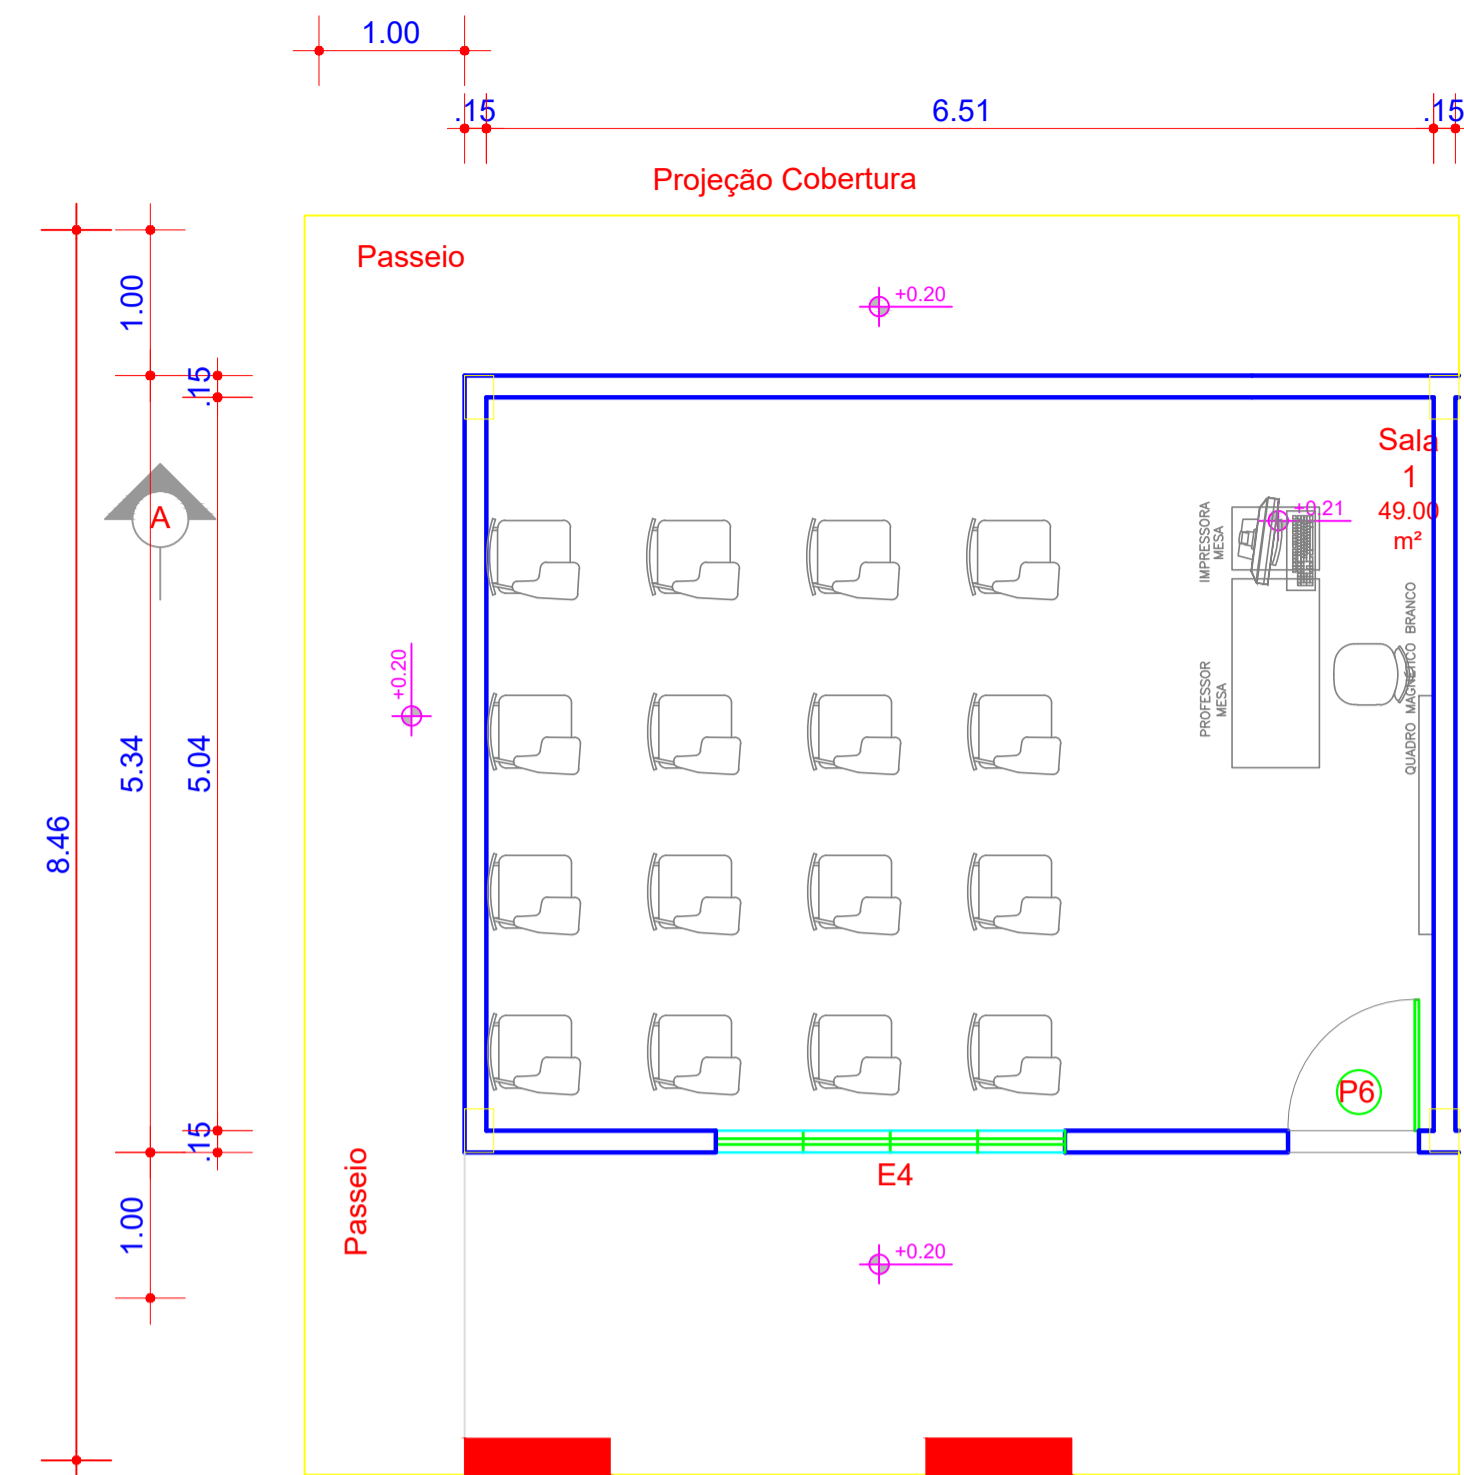 1.00
.15
6.51
.15
Projeção Cobertura
Passeio
+0.20
1.00
.15
Sala
1
49.00
m²
+0.21
A
IMPRESSORA
MESA
QUADRO MAGNÉTICO BRANCO
PROFESSOR
MESA
+0.20
5.34
5.04
8.46
P6
.15
E4
Passeio
1.00
+0.20